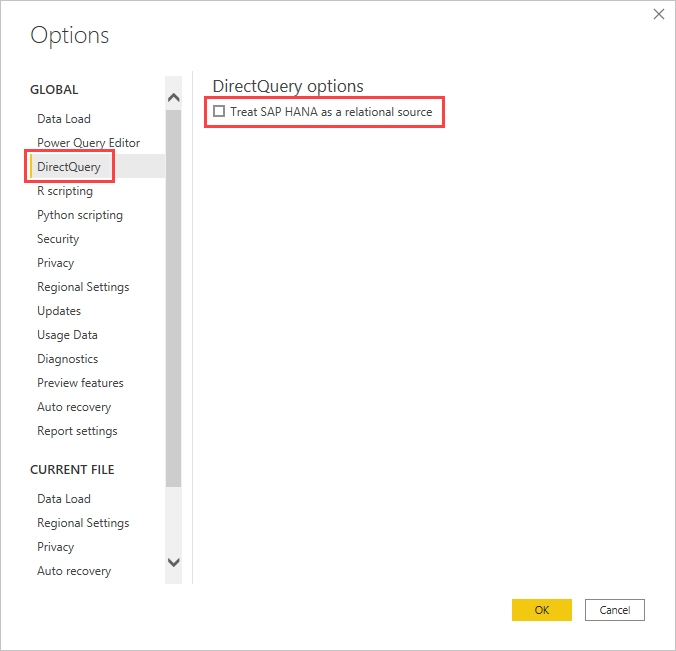 Options
GLOBAL
Data Load
Power Query Editor
DirectQuery
R scripting
Python scripting
Security
Privacy
Regional Settings
Updates
Usage Data
Diagnostics
Preview features
Auto recovery
Report settings
CURRENT FILE
Data Load
Regional Settings
Privacy
Auto recovery
DirectQuery options
Treat SAP HANA as a relational source
OK
Cancel